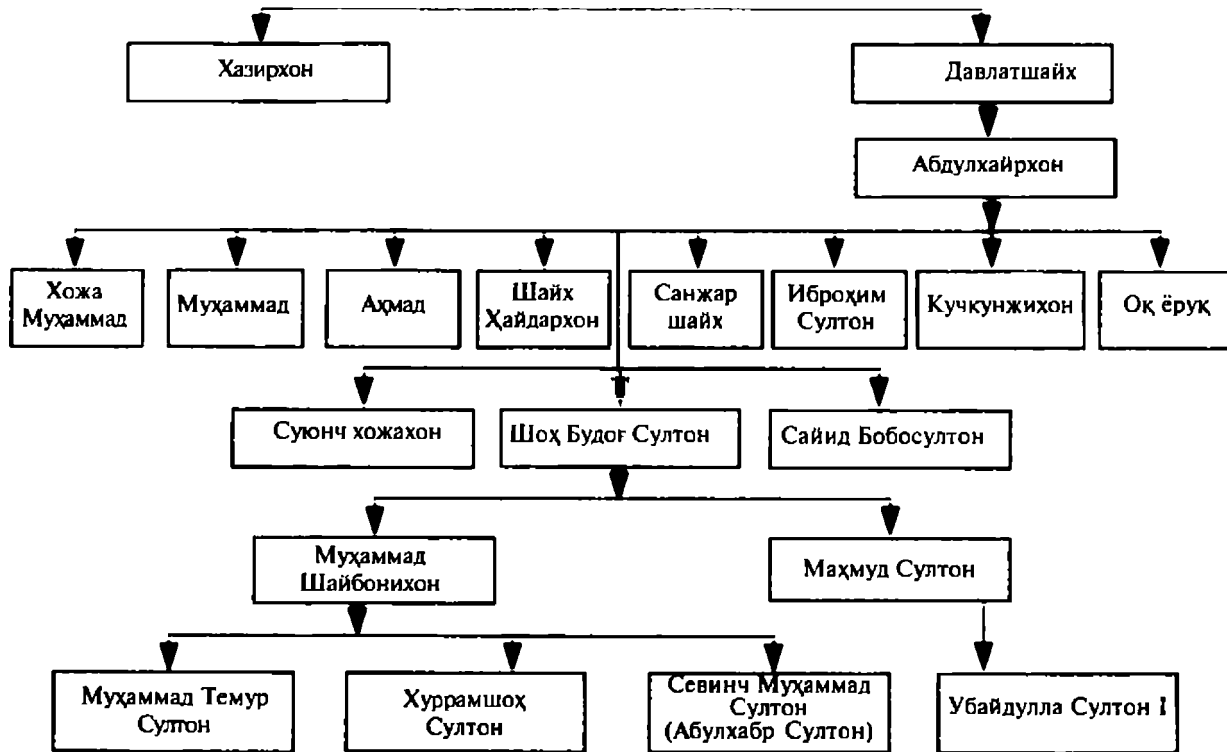 Хазирхон
Давлатшайх
Абдулхайрхон
Хожа
Муҳаммад
Муҳаммад
Аҳмад
Шайх
Ҳайдархон
Санжар
шайх
Иброҳим
Султон
Кучкунжихон
Оқ ёруқ
Суюнч хожахон
Шоҳ Будоғ Султон
Сайид Бобосултон
Муҳаммад
Шайбонихон
Маҳмуд Султон
Муҳаммад Темур
Султон
Хуррамшоҳ
Султон
Севинч Муҳаммад
Султон
(Абулхабр Султон)
Убайдулла Султон I